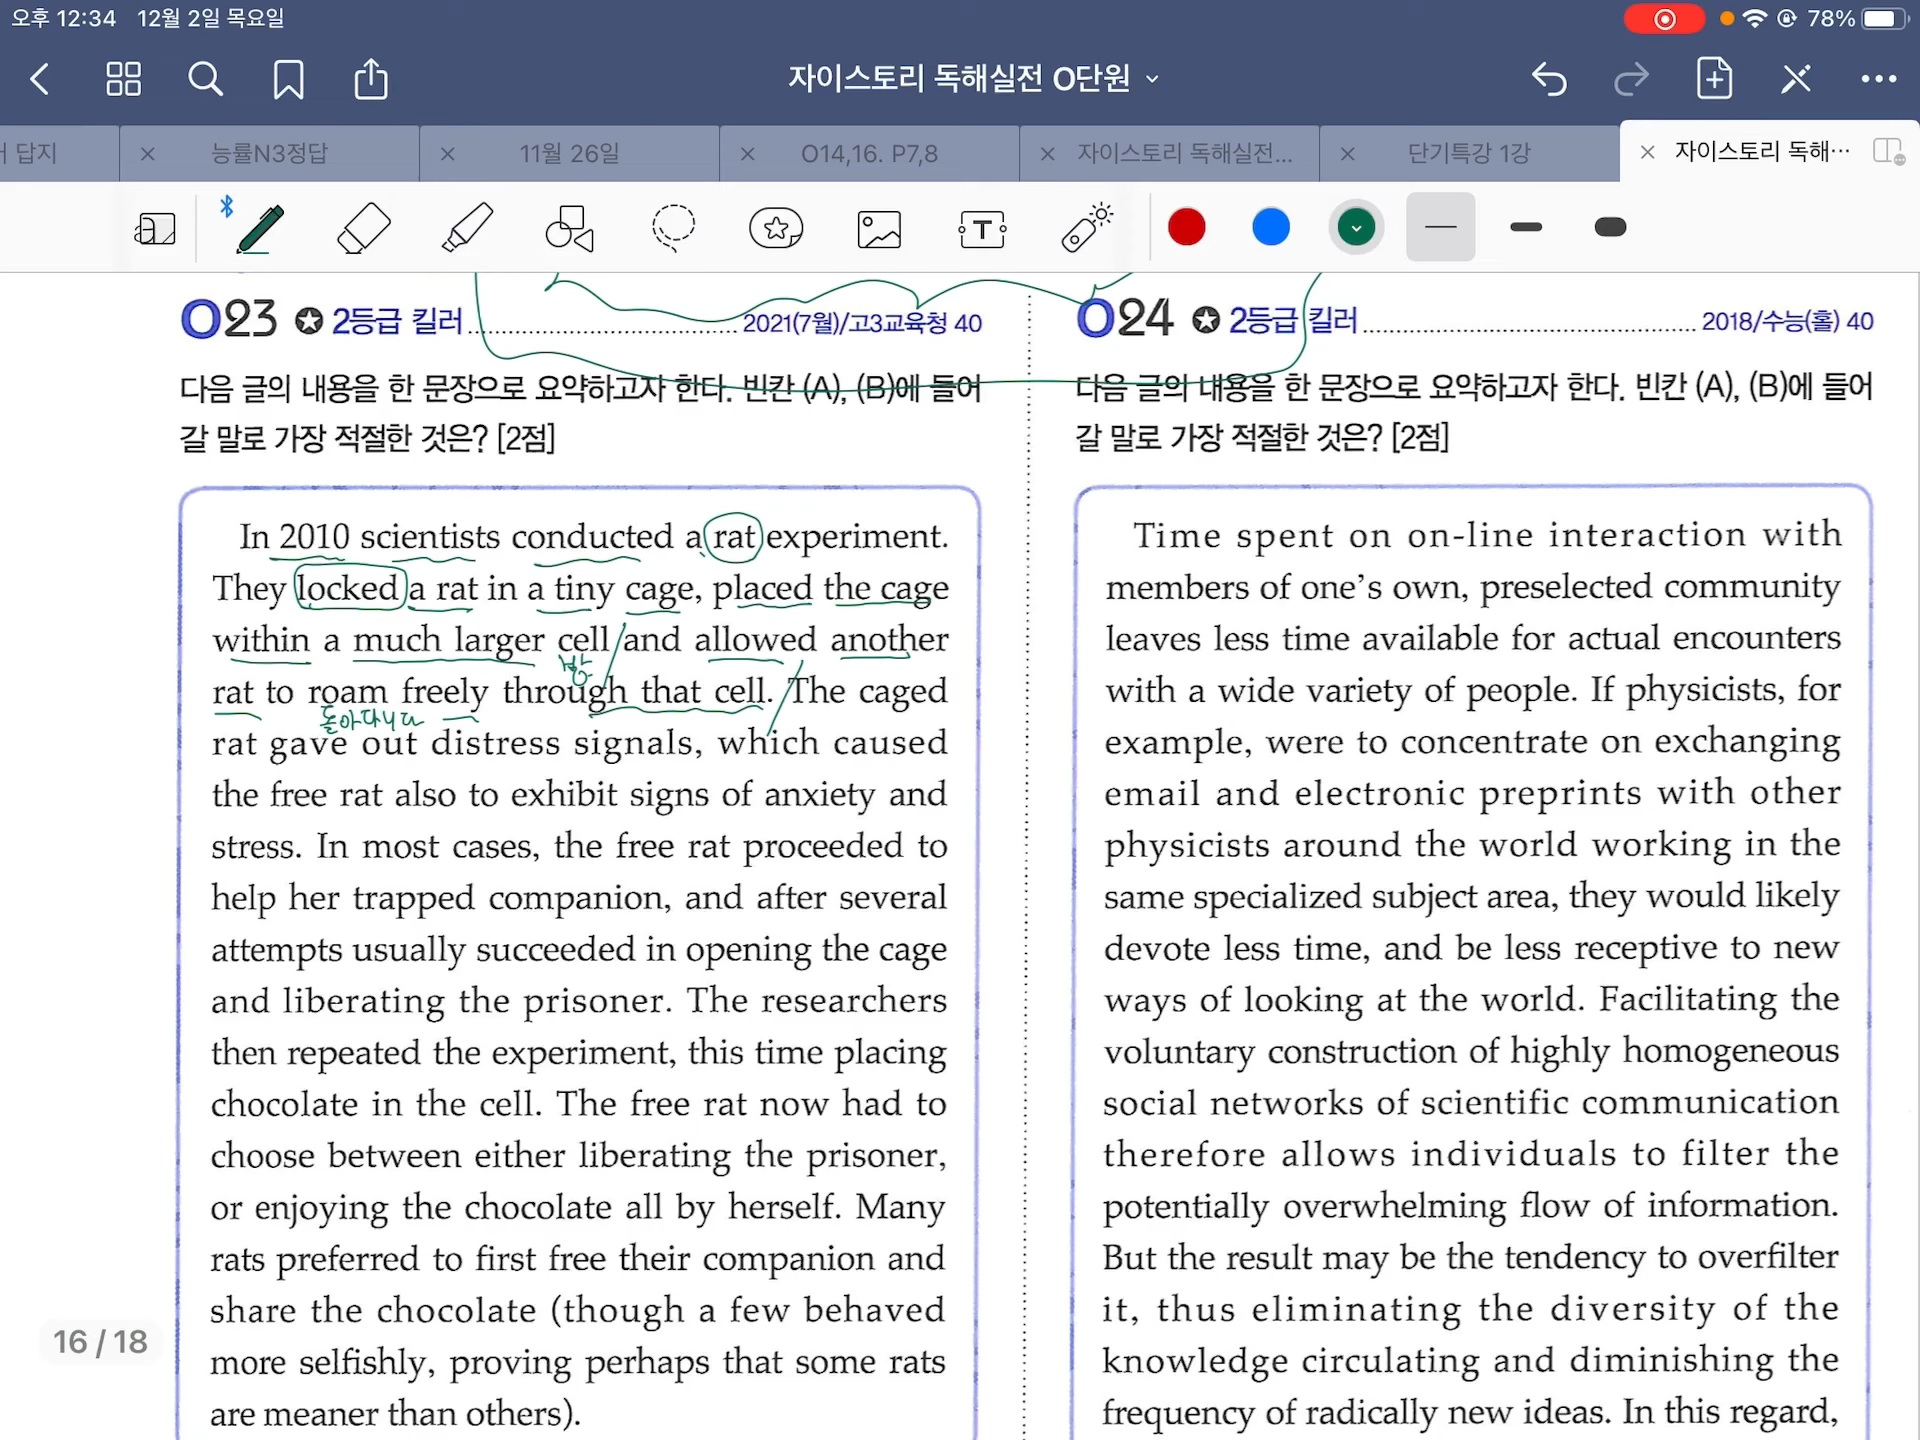 오후 12:34 12월 2일 목요일
78%
자이스토리 독해실전 O단원
답지
능률N3정답
11월 26일
O14,16. P7,8
자이스토리 독해실전...
단기특강 1강
자이스토리 독해...
O23 2등급 킬러 2021(7월)/고3교육청 40
다음 글의 내용을 한 문장으로 요약하고자 한다. 빈칸 (A), (B)에 들어
갈 말로 가장 적절한 것은? [2점]
In 2010 scientists conducted a rat experiment.
They locked a rat in a tiny cage, placed the cage
within a much larger cell and allowed another
방
rat to roam freely through that cell. The caged
돌아다니다
rat gave out distress signals, which caused
the free rat also to exhibit signs of anxiety and
stress. In most cases, the free rat proceeded to
help her trapped companion, and after several
attempts usually succeeded in opening the cage
and liberating the prisoner. The researchers
then repeated the experiment, this time placing
chocolate in the cell. The free rat now had to
choose between either liberating the prisoner,
or enjoying the chocolate all by herself. Many
rats preferred to first free their companion and
share the chocolate (though a few behaved
more selfishly, proving perhaps that some rats
are meaner than others).
O24 2등급 킬러 2018/수능(홀) 40
다음 글의 내용을 한 문장으로 요약하고자 한다. 빈칸 (A), (B)에 들어
갈 말로 가장 적절한 것은? [2점]
Time spent on on-line interaction with
members of one's own, preselected community
leaves less time available for actual encounters
with a wide variety of people. If physicists, for
example, were to concentrate on exchanging
email and electronic preprints with other
physicists around the world working in the
same specialized subject area, they would likely
devote less time, and be less receptive to new
ways of looking at the world. Facilitating the
voluntary construction of highly homogeneous
social networks of scientific communication
therefore allows individuals to filter the
potentially overwhelming flow of information.
But the result may be the tendency to overfilter
it, thus eliminating the diversity of the
knowledge circulating and diminishing the
frequency of radically new ideas. In this regard,
16 / 18